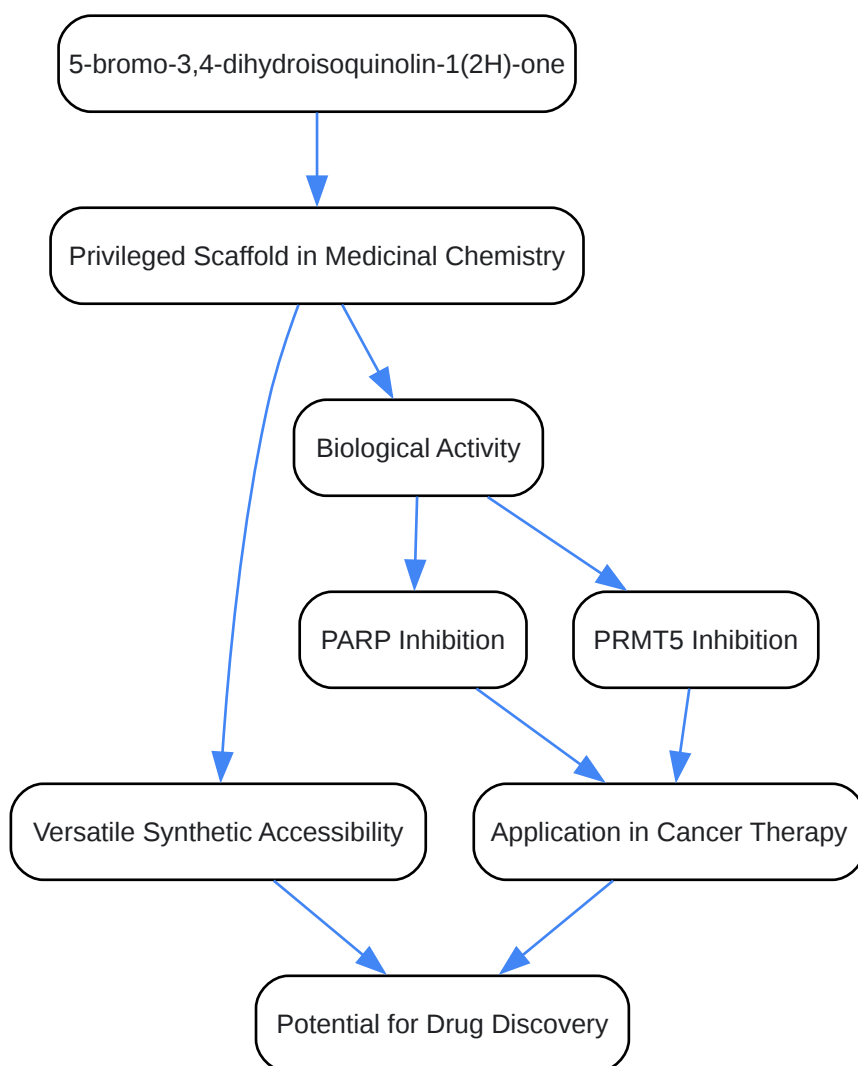 5-bromo-3,4-dihydroisoquinolin-1(2H)-one
Privileged Scaffold in Medicinal Chemistry
Biological Activity
PARP Inhibition
PRMT5 Inhibition
Versatile Synthetic Accessibility
Application in Cancer Therapy
Potential for Drug Discovery